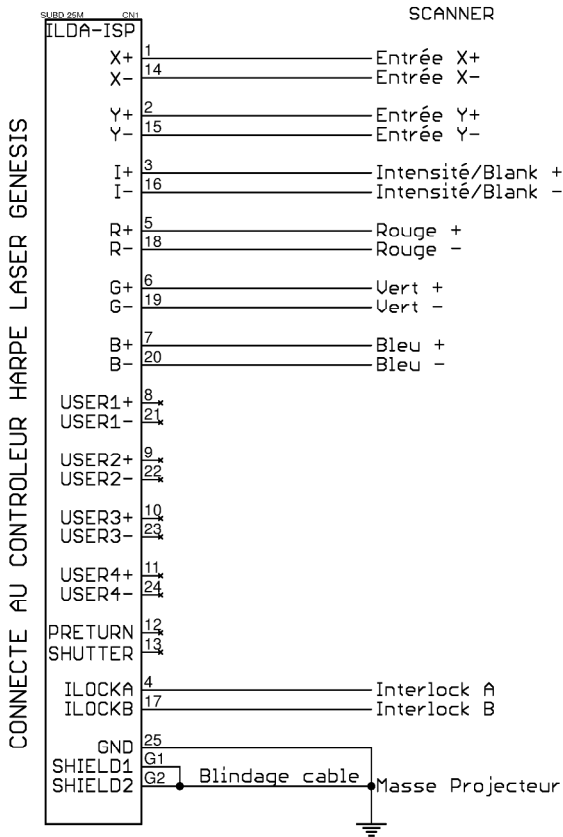 SCANNER
SUBD 25M CN1
ILDA-ISP
CONNECTE AU CONTROLEUR HARPE LASER GENESIS
X+ 1 Entrée X+
X- 14 Entrée X-
Y+ 2 Entrée Y+
Y- 15 Entrée Y-
I+ 3 Intensité/Blank +
I- 16 Intensité/Blank -
R+ 5 Rouge +
R- 18 Rouge -
G+ 6 Vert +
G- 19 Vert -
B+ 7 Bleu +
B- 20 Bleu -
USER1+ 8
USER1- 21
USER2+ 9
USER2- 22
USER3+ 10
USER3- 23
USER4+ 11
USER4- 24
PRETURN 12
SHUTTER 13
ILOCKA 4 Interlock A
ILOCKB 17 Interlock B
GND 25
SHIELD1 G1
SHIELD2 G2 Blindage cable Masse Projecteur